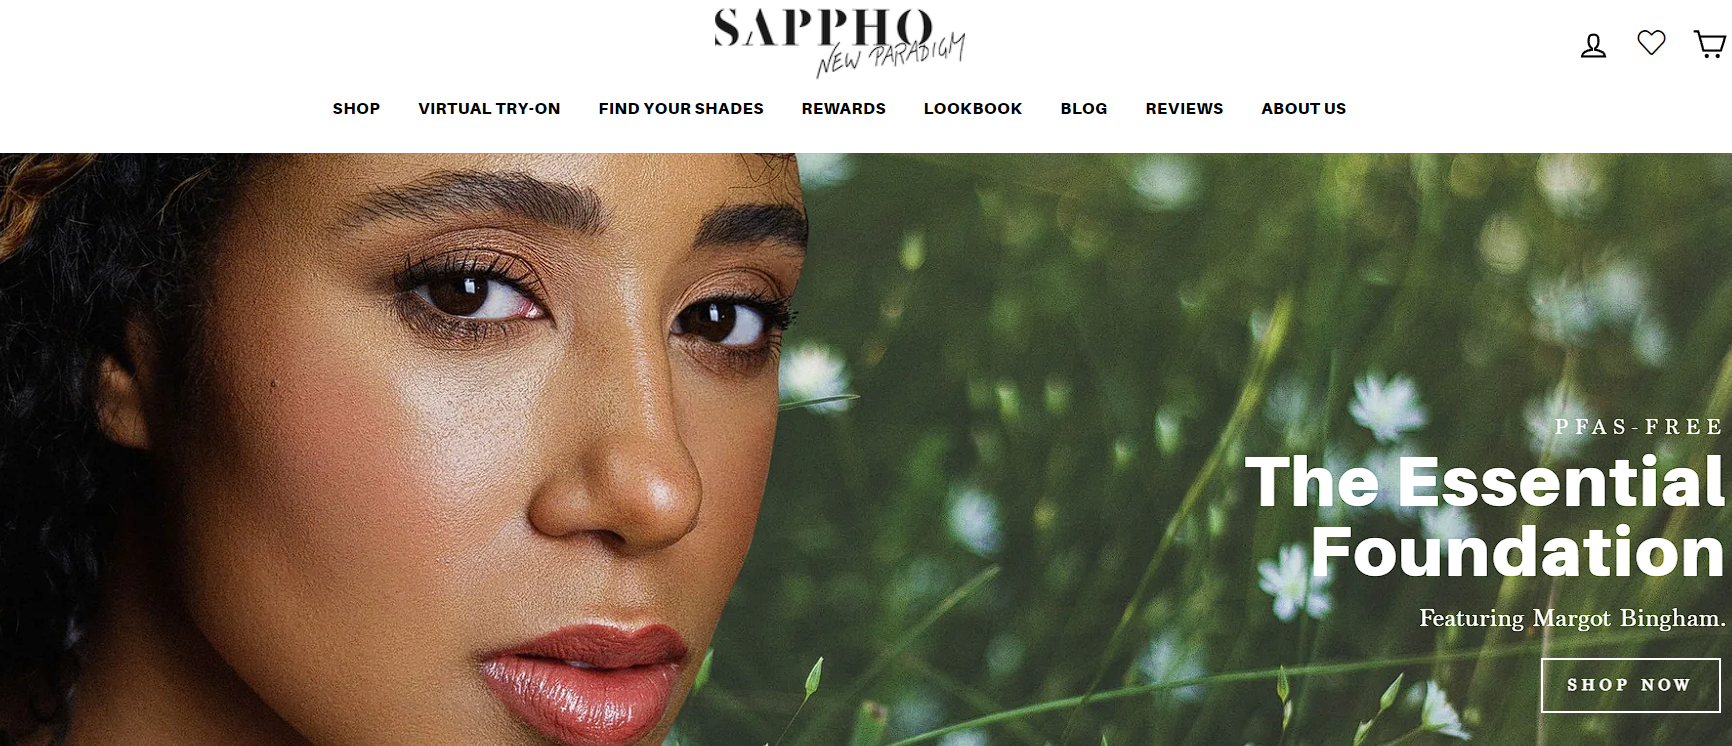 SAPPHO
NEW PARADIGM
SHOP VIRTUAL TRY-ON FIND YOUR SHADES REWARDS LOOKBOOK BLOG REVIEWS ABOUT US
PFAS-FREE
The Essential
Foundation
Featuring Margot Bingham.
SHOP NOW